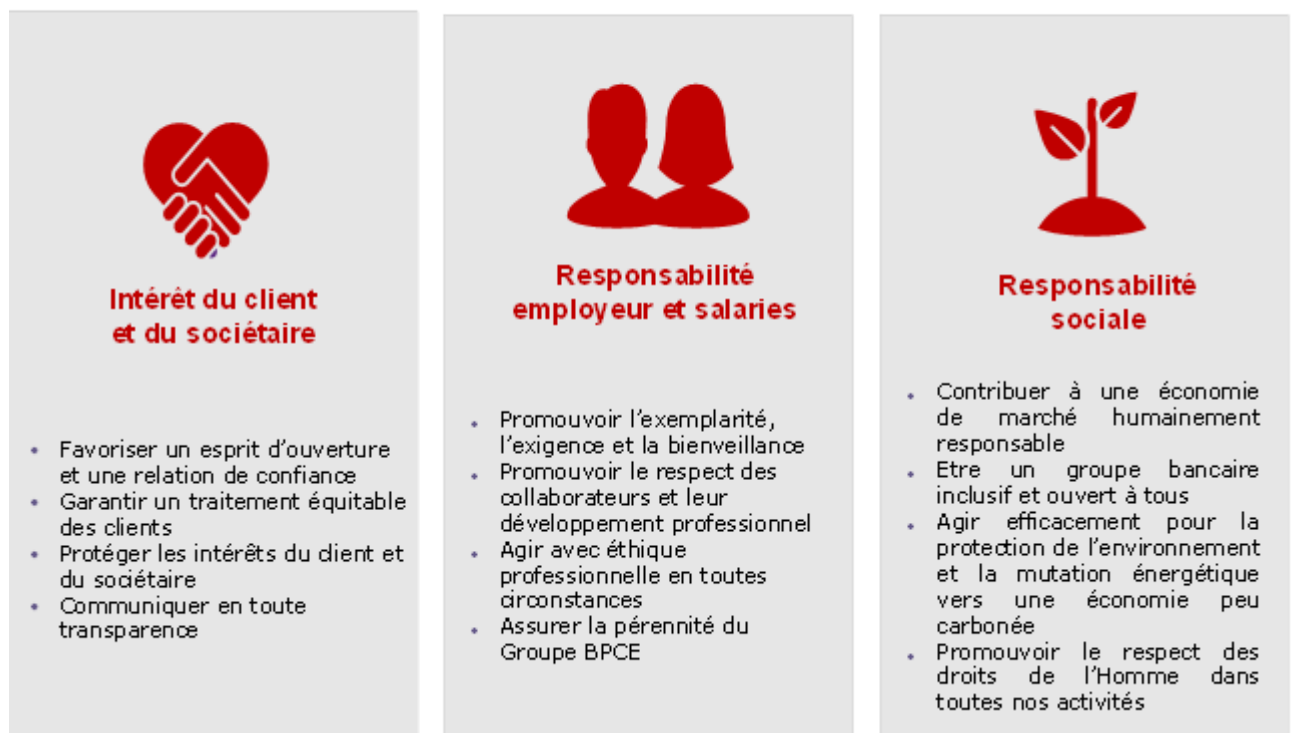 Intérêt du client
et du sociétaire
• Favoriser un esprit d'ouverture
et une relation de confiance
• Garantir un traitement équitable
des clients
• Protéger les intérêts du client et
du sociétaire
• Communiquer en toute
transparence
Responsabilité
employeur et salaries
• Promouvoir l'exemplarité,
l'exigence et la bienveillance
• Promouvoir le respect des
collaborateurs et leur
développement professionnel
• Agir avec éthique
professionnelle en toutes
circonstances
• Assurer la pérennité du
Groupe BPCE
Responsabilité
sociale
• Contribuer à une économie
de marché humainement
responsable
• Etre un groupe bancaire
inclusif et ouvert à tous
• Agir efficacement pour la
protection de l'environnement
et la mutation énergétique
vers une économie peu
carbonée
• Promouvoir le respect des
droits de l'Homme dans
toutes nos activités